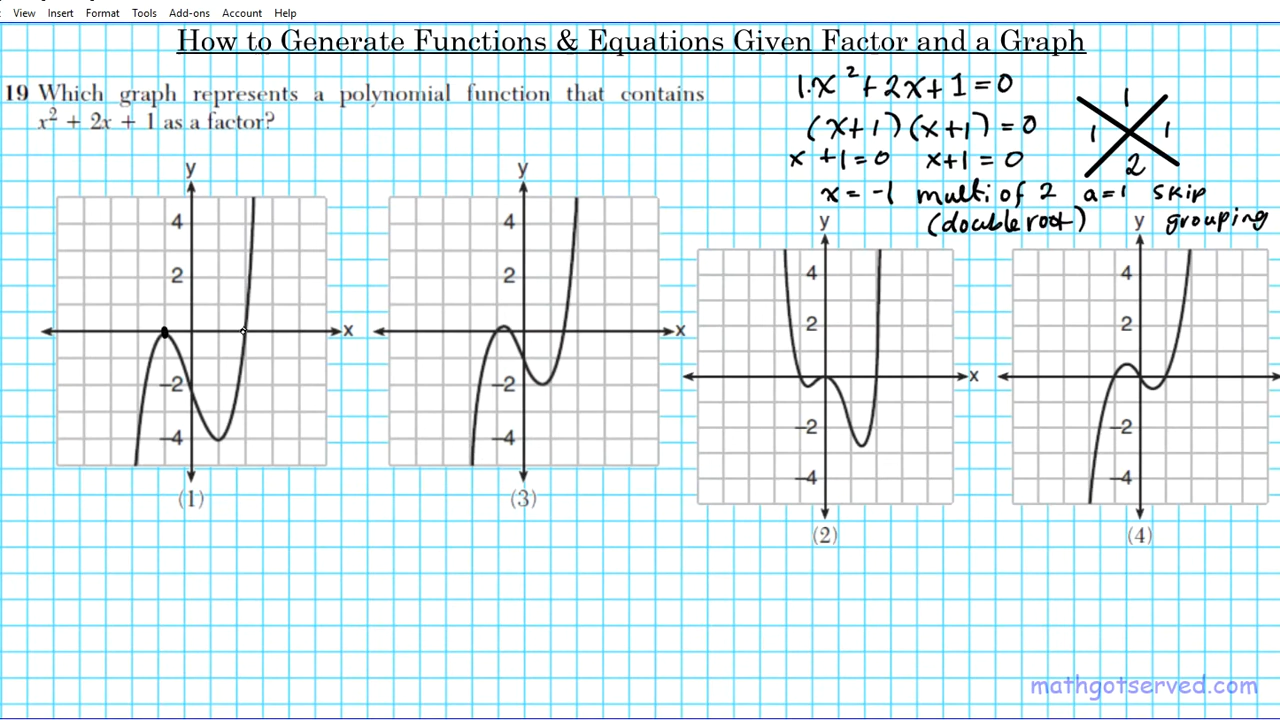 View Insert Format Tools Add-ons Account Help
How to Generate Functions & Equations Given Factor and a Graph
19 Which graph represents a polynomial function that contains
x² + 2x + 1 as a factor?
1·x² + 2x + 1 = 0
(x+1)(x+1) = 0
x +1 = 0 x+1 = 0
x = -1 multi of 2 a=1 skip
(double root) grouping
1
1 1
2
y
4
2
x
–2
–4
(1)
y
4
2
x
–2
–4
(3)
y
4
2
x
–2
–4
(2)
y
4
2
–2
–4
(4)
mathgotserved.com